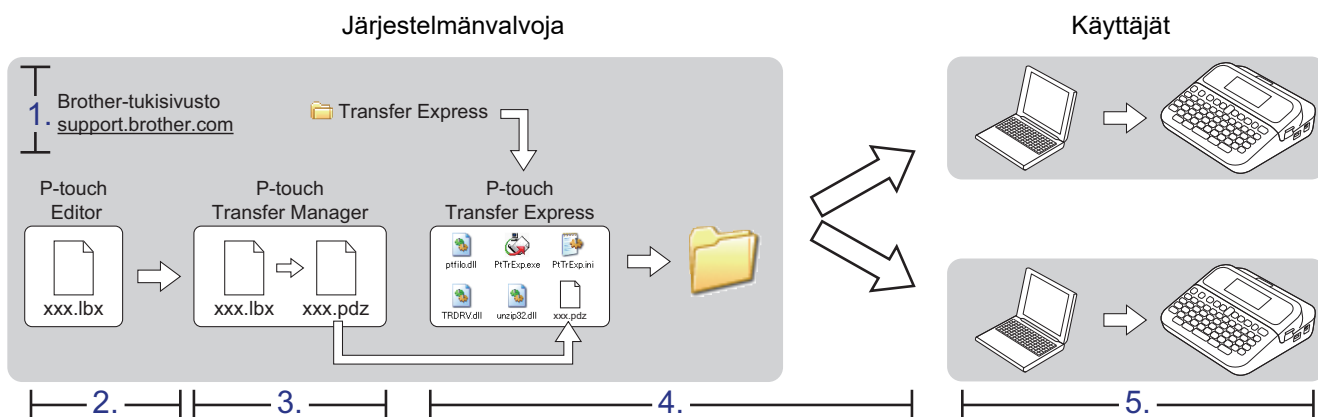 Järjestelmänvalvoja
Käyttäjät
1.
Brother-tukisivusto
support.brother.com
Transfer Express
P-touch
Editor
xxx.lbx
P-touch
Transfer Manager
xxx.lbx
xxx.pdz
P-touch
Transfer Express
ptfilo.dll
PtTrExp.exe
PtTrExp.ini
TRDRV.dll
unzip32.dll
xxx.pdz
2.
3.
4.
5.